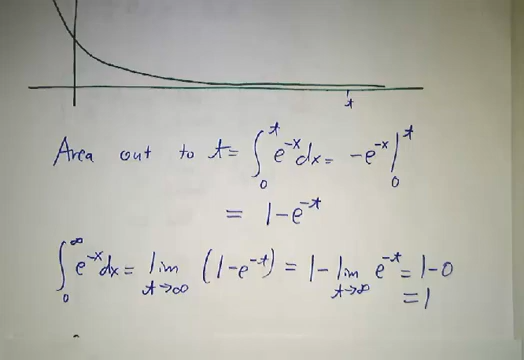 t
Area out to t = ∫₀ᵗ e⁻ˣ dx = -e⁻ˣ |₀ᵗ
= 1 - e⁻ᵗ
∫₀^∞ e⁻ˣ dx = lim_{t→∞} (1 - e⁻ᵗ) = 1 - lim_{t→∞} e⁻ᵗ = 1 - 0
= 1